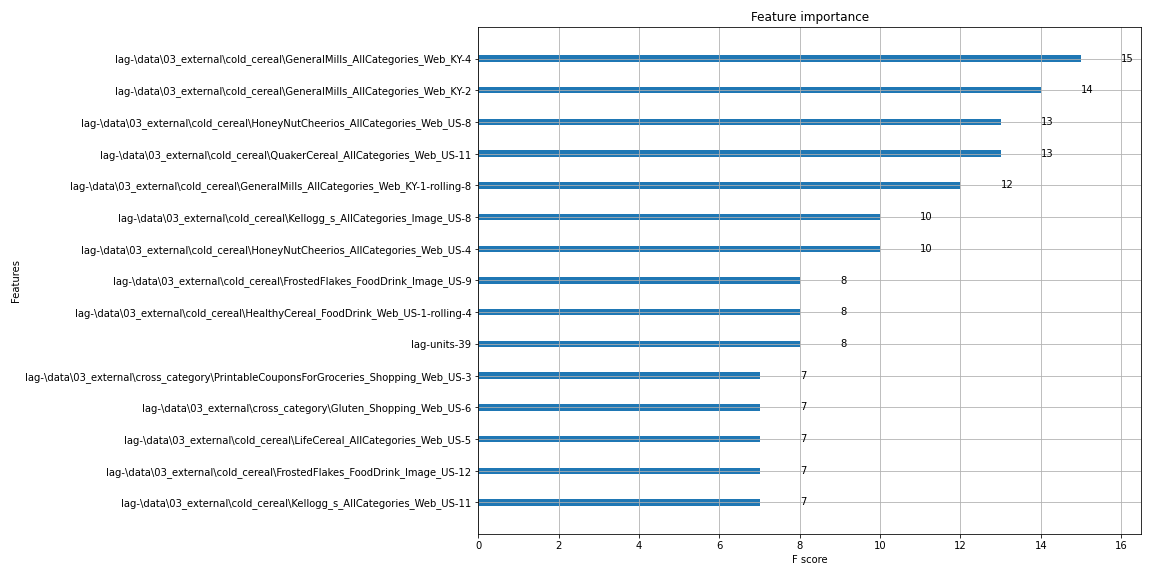 Feature importance
lag-\data\03_external\cold_cereal\GeneralMills_AllCategories_Web_KY-4 15
lag-\data\03_external\cold_cereal\GeneralMills_AllCategories_Web_KY-2 14
lag-\data\03_external\cold_cereal\HoneyNutCheerios_AllCategories_Web_US-8 13
lag-\data\03_external\cold_cereal\QuakerCereal_AllCategories_Web_US-11 13
lag-\data\03_external\cold_cereal\GeneralMills_AllCategories_Web_KY-1-rolling-8 12
lag-\data\03_external\cold_cereal\Kellogg_s_AllCategories_Image_US-8 10
lag-\data\03_external\cold_cereal\HoneyNutCheerios_AllCategories_Web_US-4 10
lag-\data\03_external\cold_cereal\FrostedFlakes_FoodDrink_Image_US-9 8
lag-\data\03_external\cold_cereal\HealthyCereal_FoodDrink_Web_US-1-rolling-4 8
lag-units-39 8
lag-\data\03_external\cross_category\PrintableCouponsForGroceries_Shopping_Web_US-3 7
lag-\data\03_external\cross_category\Gluten_Shopping_Web_US-6 7
lag-\data\03_external\cold_cereal\LifeCereal_AllCategories_Web_US-5 7
lag-\data\03_external\cold_cereal\FrostedFlakes_FoodDrink_Image_US-12 7
lag-\data\03_external\cold_cereal\Kellogg_s_AllCategories_Web_US-11 7
Features
0 2 4 6 8 10 12 14 16
F score